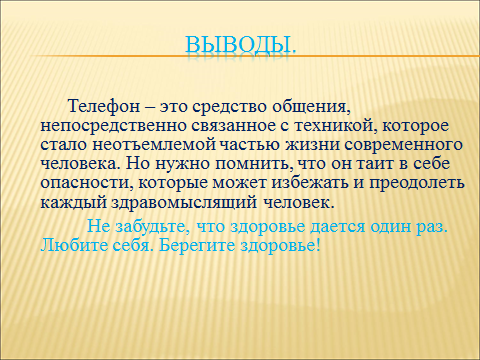 ВЫВОДЫ.
Телефон – это средство общения,
непосредственно связанное с техникой, которое
стало неотъемлемой частью жизни современного
человека. Но нужно помнить, что он таит в себе
опасности, которые может избежать и преодолеть
каждый здравомыслящий человек.
Не забудьте, что здоровье дается один раз.
Любите себя. Берегите здоровье!